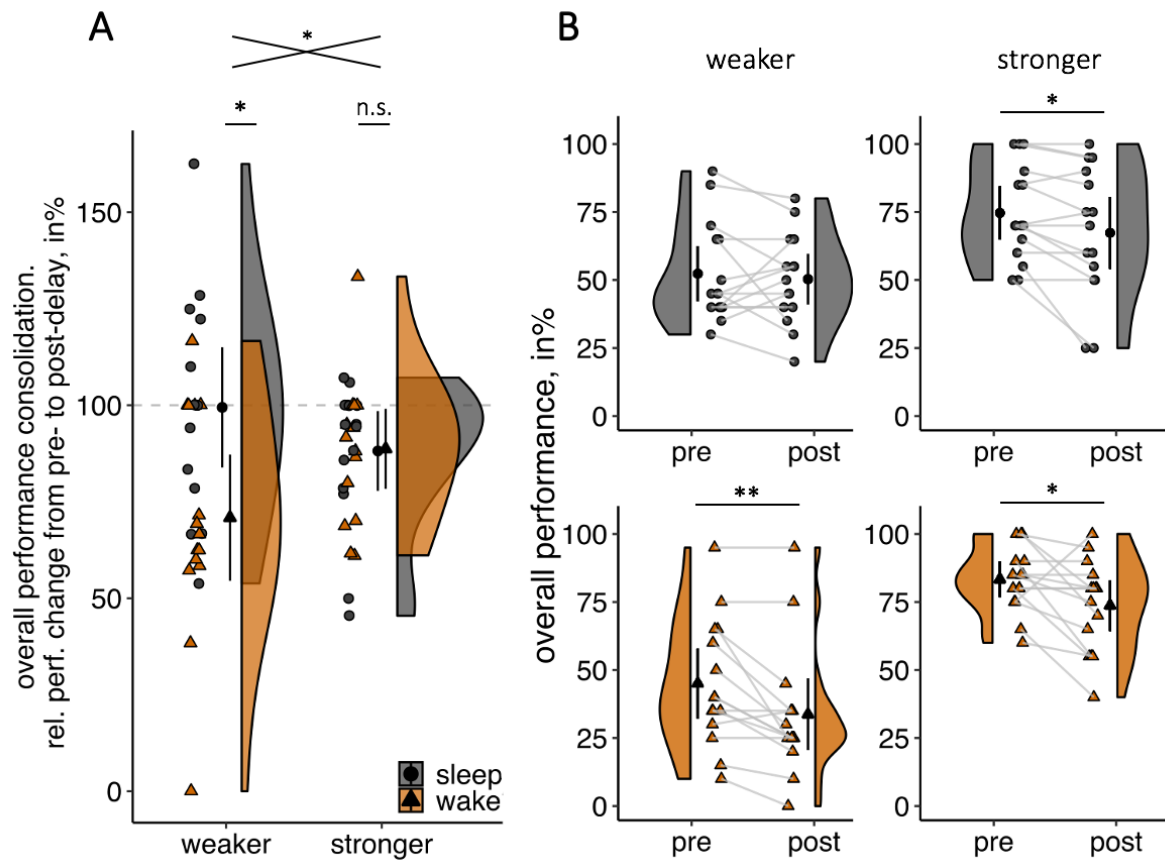 A
B
*
*
n.s.
overall performance consolidation.
rel. perf. change from pre- to post-delay, in%
150
100
50
0
weaker
stronger
sleep
wake
weaker
stronger
overall performance, in%
100
75
50
25
0
pre
post
*
100
75
50
25
0
pre
post
**
100
75
50
25
0
pre
post
*
100
75
50
25
0
pre
post